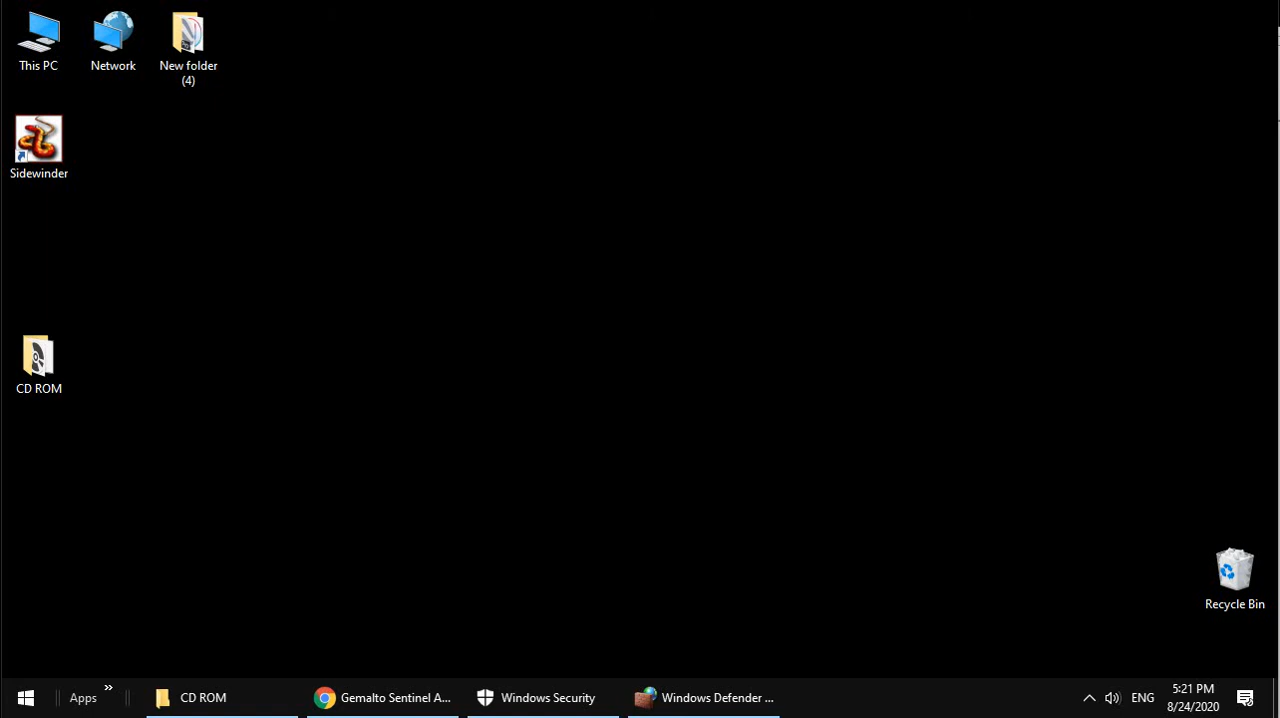 This PC
Network
New folder
(4)
Sidewinder
CD ROM
Recycle Bin
Apps
CD ROM
Gemalto Sentinel A...
Windows Security
Windows Defender ...
ENG
5:21 PM
8/24/2020